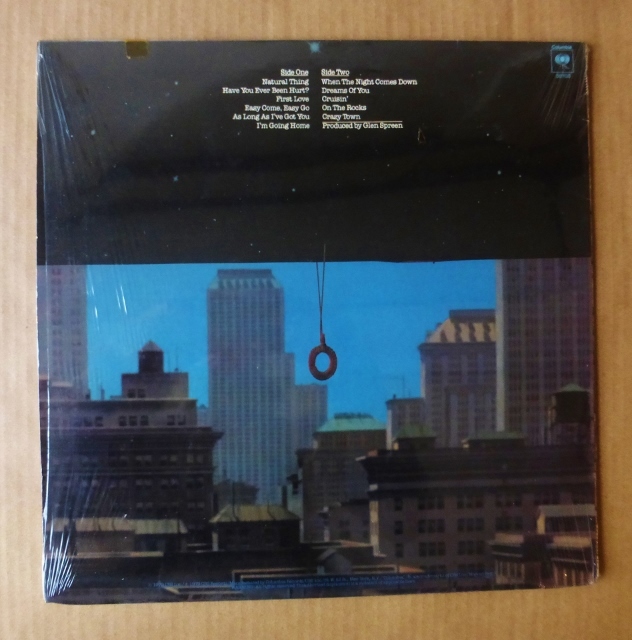 Side One
Natural Thing
Have You Ever Been Hurt?
First Love
Easy Come, Easy Go
As Long As I've Got You
I'm Going Home
Side Two
When The Night Comes Down
Dreams Of You
Cruisin'
On The Rocks
Crazy Town
Produced by Glen Spreen
Columbia